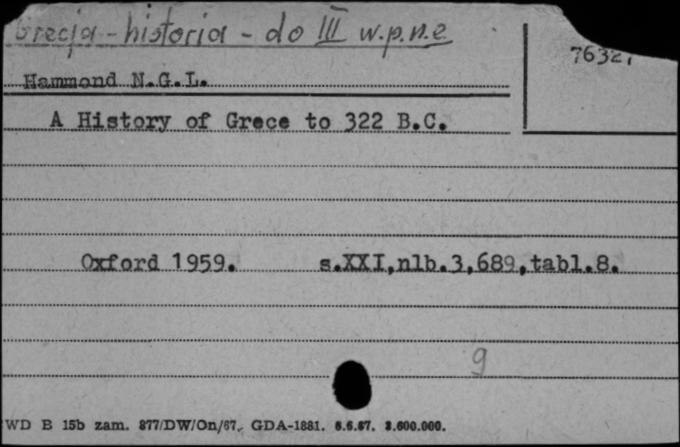 Grecja - historia - do III w.p.n.e
7632,
Hammond N.G.L.
A History of Grece to 322 B.C.
Oxford 1959. s.XXI,nlb.3,689,tabl.8.
9
WD B 15b zam. 877/DW/On/67. GDA-1881. 6.6.67. 3.600.000.